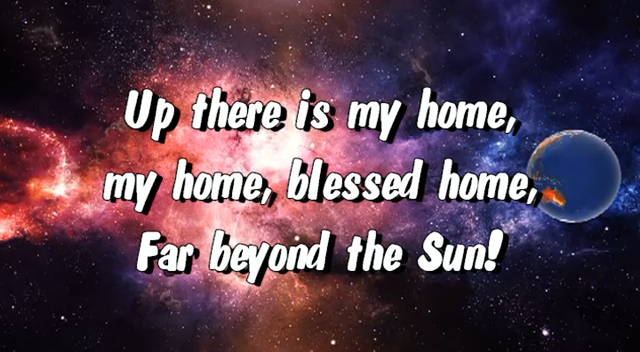 Up there is my home,
my home, blessed home,
Far beyond the Sun!